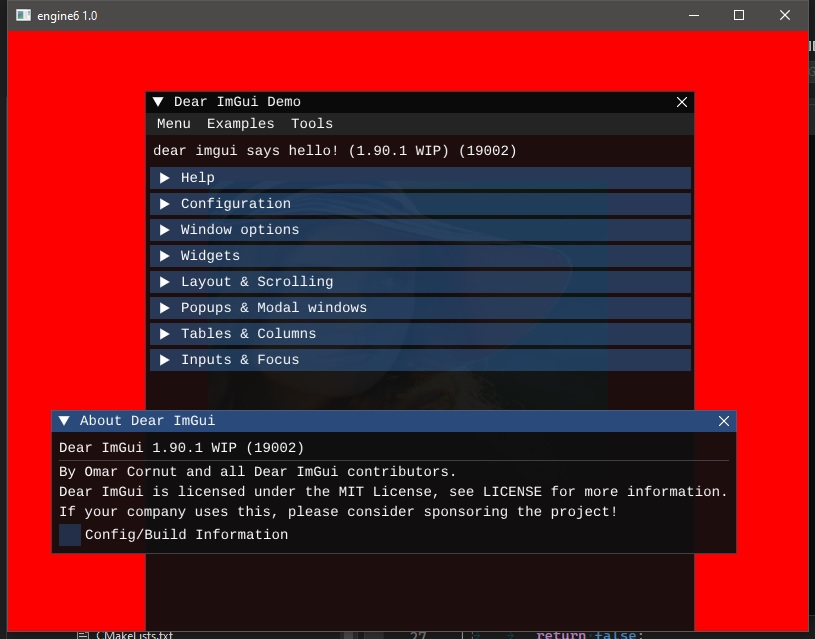 engine6 1.0
Dear ImGui Demo
Menu Examples Tools
dear imgui says hello! (1.90.1 WIP) (19002)
Help
Configuration
Window options
Widgets
Layout & Scrolling
Popups & Modal windows
Tables & Columns
Inputs & Focus
About Dear ImGui
Dear ImGui 1.90.1 WIP (19002)
By Omar Cornut and all Dear ImGui contributors.
Dear ImGui is licensed under the MIT License, see LICENSE for more information.
If your company uses this, please consider sponsoring the project!
Config/Build Information
CMakeLists.txt 27 return false;